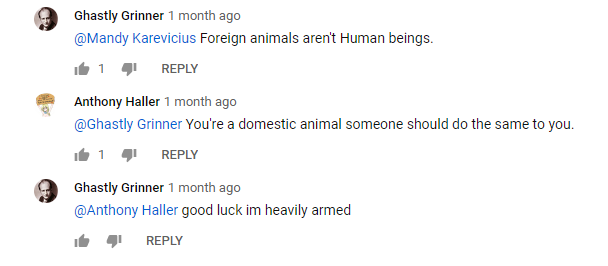 Ghastly Grinner 1 month ago
@Mandy Karevicius Foreign animals aren't Human beings.
1 REPLY
Anthony Haller 1 month ago
@Ghastly Grinner You're a domestic animal someone should do the same to you.
1 REPLY
Ghastly Grinner 1 month ago
@Anthony Haller good luck im heavily armed
REPLY